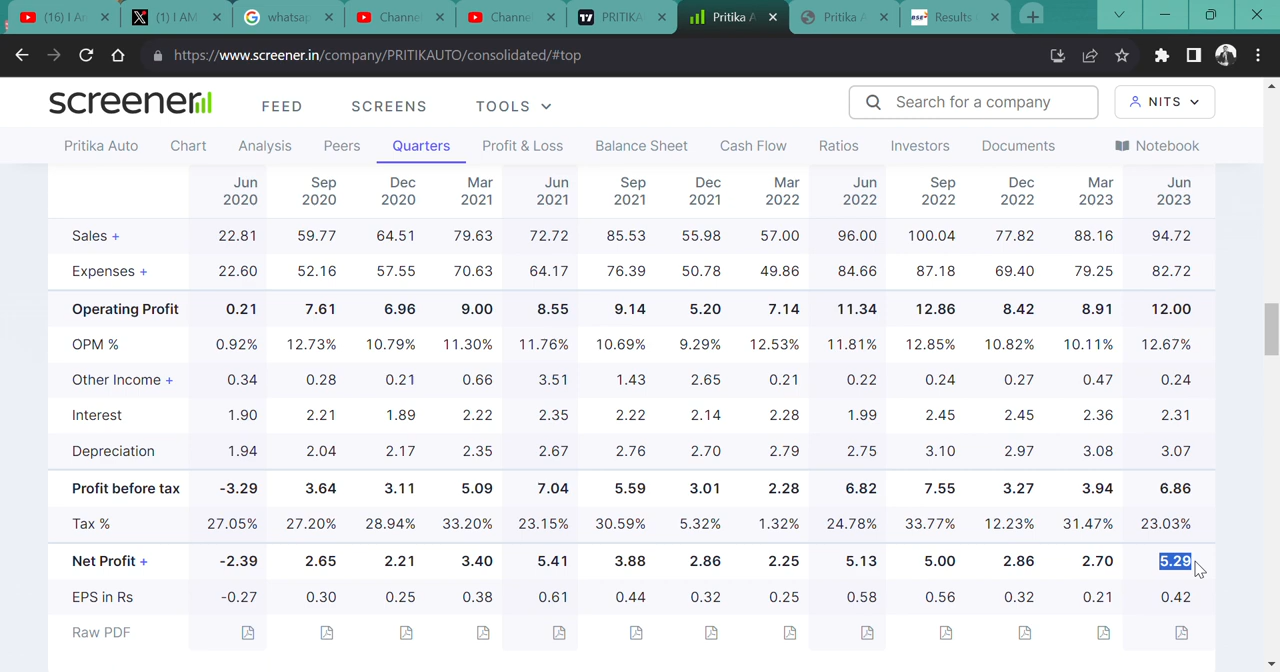 (16) I Ar
(1) I AM
whatsap
Channe
Channe
PRITIKA
Pritika A
Pritika A
BSE
Results
https://www.screener.in/company/PRITIKAUTO/consolidated/#top
screener
FEED
SCREENS
TOOLS
Search for a company
NITS
Pritika Auto Chart Analysis Peers Quarters Profit & Loss Balance Sheet Cash Flow Ratios Investors Documents Notebook
Jun Sep Dec Mar Jun Sep Dec Mar Jun Sep Dec Mar Jun
2020 2020 2020 2021 2021 2021 2021 2022 2022 2022 2022 2023 2023
Sales + 22.81 59.77 64.51 79.63 72.72 85.53 55.98 57.00 96.00 100.04 77.82 88.16 94.72
Expenses + 22.60 52.16 57.55 70.63 64.17 76.39 50.78 49.86 84.66 87.18 69.40 79.25 82.72
Operating Profit 0.21 7.61 6.96 9.00 8.55 9.14 5.20 7.14 11.34 12.86 8.42 8.91 12.00
OPM % 0.92% 12.73% 10.79% 11.30% 11.76% 10.69% 9.29% 12.53% 11.81% 12.85% 10.82% 10.11% 12.67%
Other Income + 0.34 0.28 0.21 0.66 3.51 1.43 2.65 0.21 0.22 0.24 0.27 0.47 0.24
Interest 1.90 2.21 1.89 2.22 2.35 2.22 2.14 2.28 1.99 2.45 2.45 2.36 2.31
Depreciation 1.94 2.04 2.17 2.35 2.67 2.76 2.70 2.79 2.75 3.10 2.97 3.08 3.07
Profit before tax -3.29 3.64 3.11 5.09 7.04 5.59 3.01 2.28 6.82 7.55 3.27 3.94 6.86
Tax % 27.05% 27.20% 28.94% 33.20% 23.15% 30.59% 5.32% 1.32% 24.78% 33.77% 12.23% 31.47% 23.03%
Net Profit + -2.39 2.65 2.21 3.40 5.41 3.88 2.86 2.25 5.13 5.00 2.86 2.70 5.29
EPS in Rs -0.27 0.30 0.25 0.38 0.61 0.44 0.32 0.25 0.58 0.56 0.32 0.21 0.42
Raw PDF